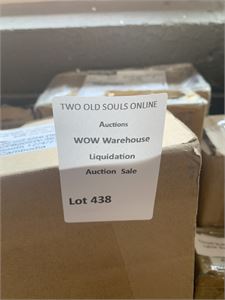 TWO OLD SOULS ONLINE
Auctions
WOW Warehouse
Liquidation
Auction Sale
Lot 438